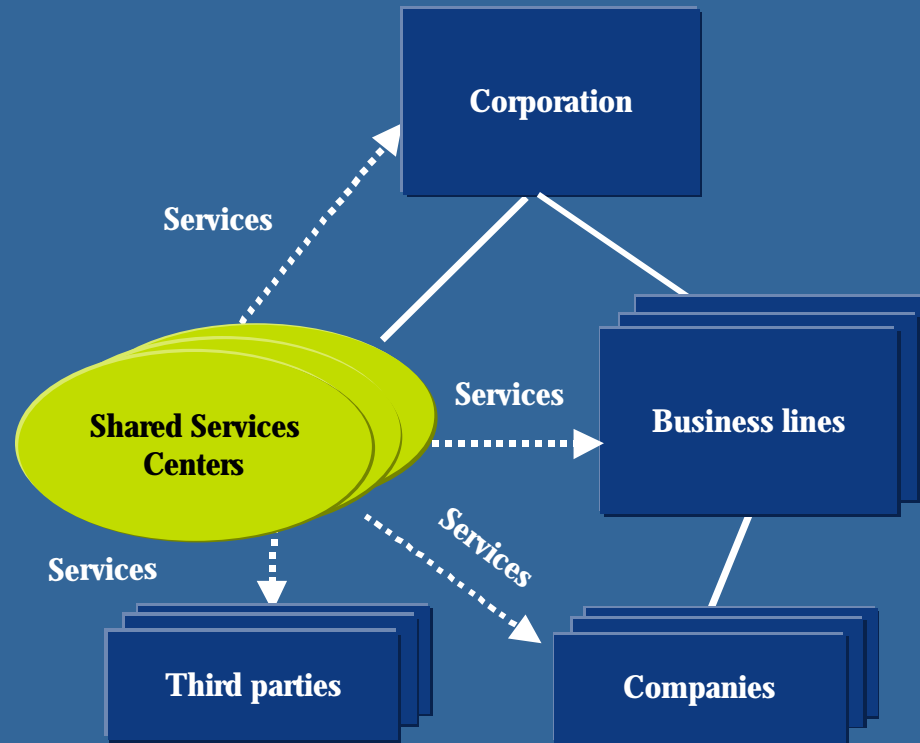 Corporation
Services
Services
Shared Services
Centers
Business lines
Services
Services
Third parties
Companies